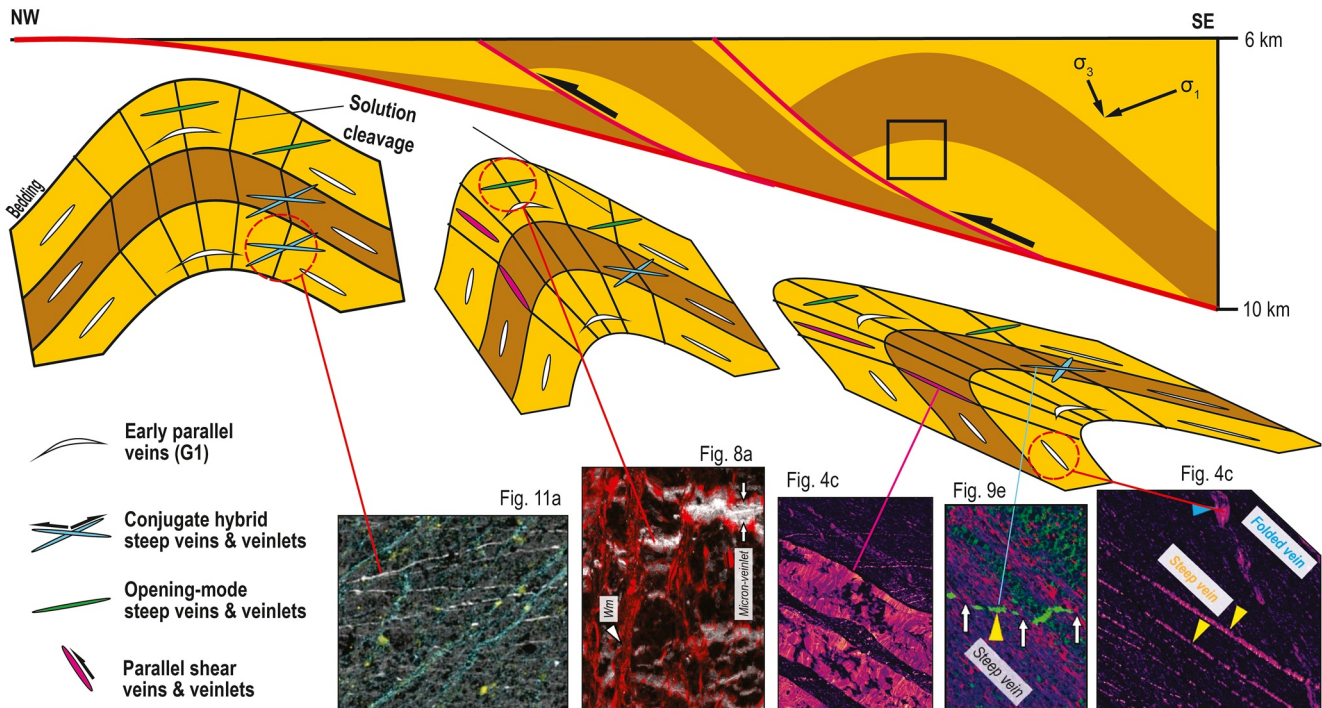 NW
SE
6 km
σ3
σ1
Solution
cleavage
Bedding
10 km
Early parallel
veins (G1)
Conjugate hybrid
steep veins & veinlets
Opening-mode
steep veins & veinlets
Parallel shear
veins & veinlets
Fig. 11a
Fig. 8a
Micron-veinlet
Wm
Fig. 4c
Fig. 9e
Steep vein
Fig. 4c
Folded vein
Steep vein